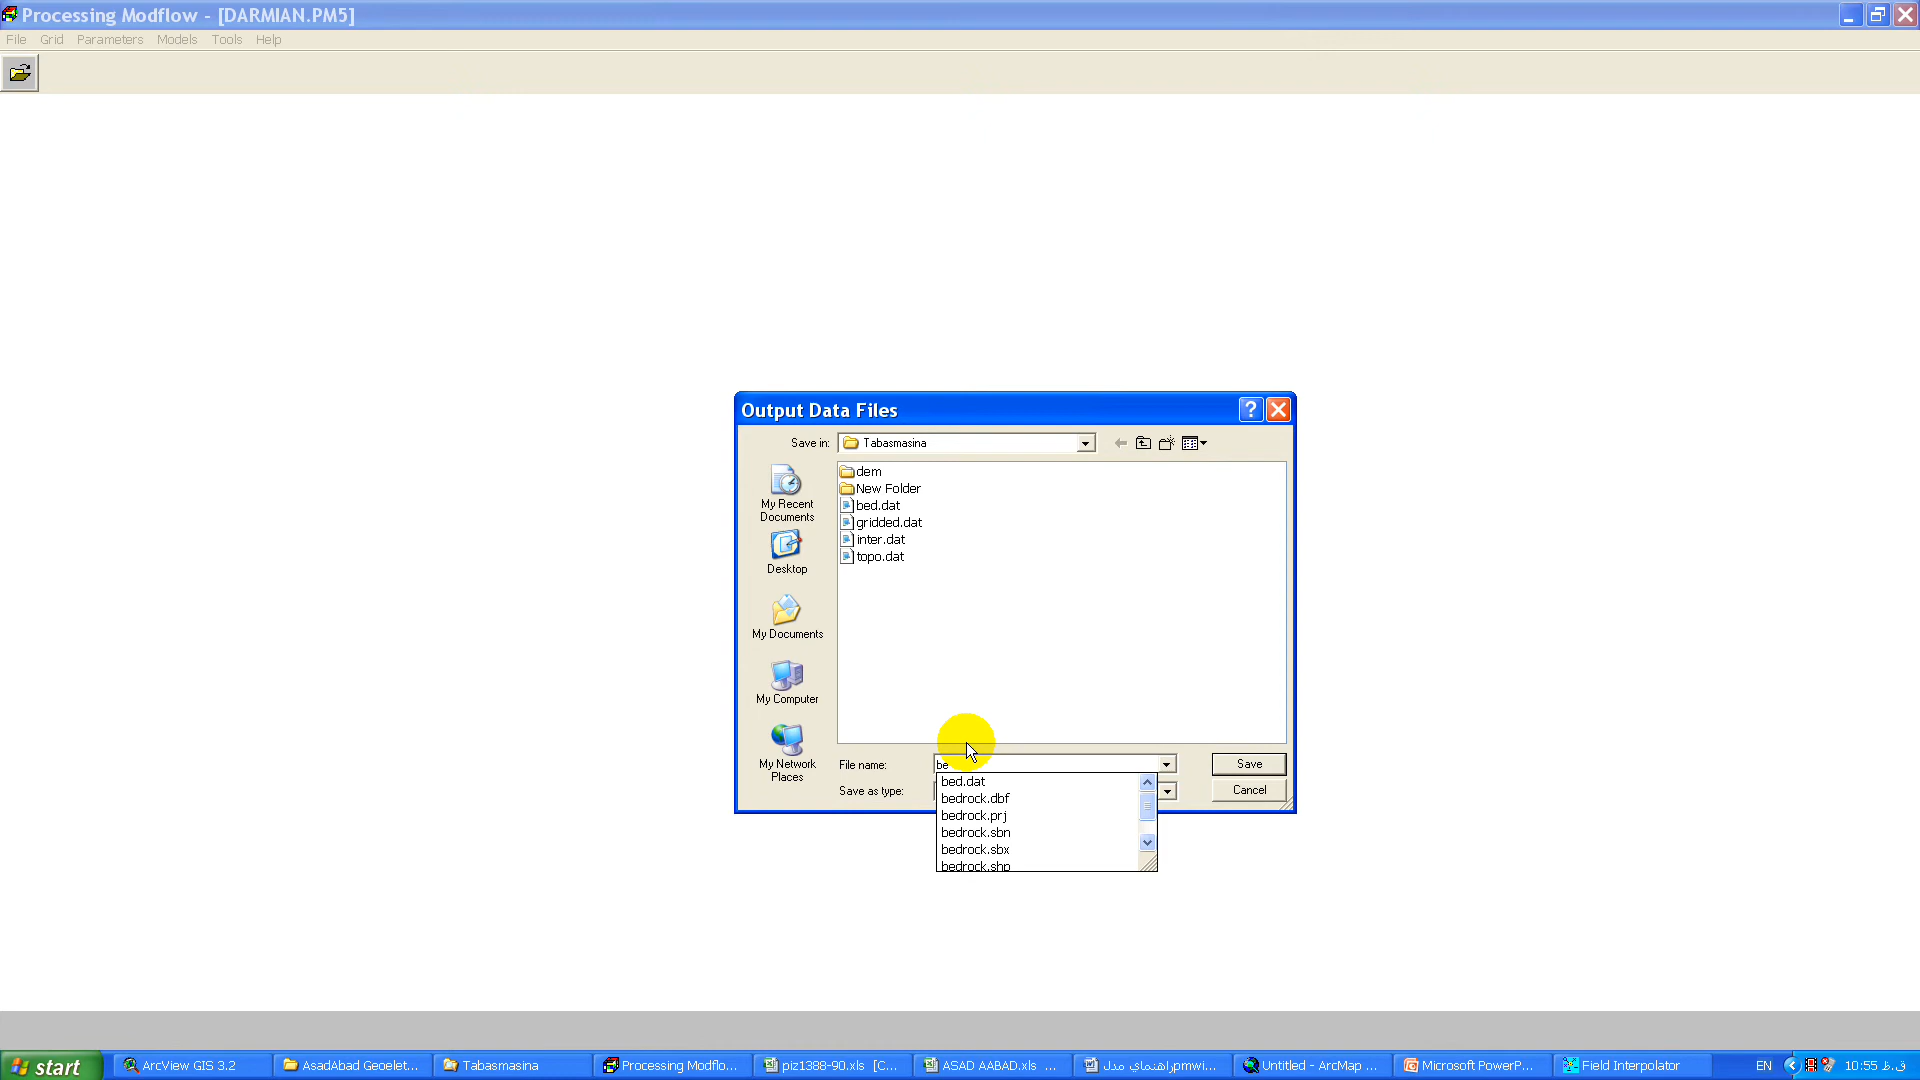 Processing Modflow - [DARMIAN.PM5]
File Grid Parameters Models Tools Help
Output Data Files
Save in: Tabasmasina
My Recent Documents
Desktop
My Documents
My Computer
My Network Places
dem
New Folder
bed.dat
gridded.dat
inter.dat
topo.dat
File name: be
Save
Save as type:
Cancel
bed.dat
bedrock.dbf
bedrock.prj
bedrock.sbn
bedrock.sbx
bedrock.shp
start ArcView GIS 3.2 AsadAbad Geoelet... Tabasmasina Processing Modflo... piz1388-90.xls [C... ASAD AABAD.xls ... راهنماي مدل pmwi... Untitled - ArcMap ... Microsoft PowerP... Field Interpolator EN 10:55 ق.ظ